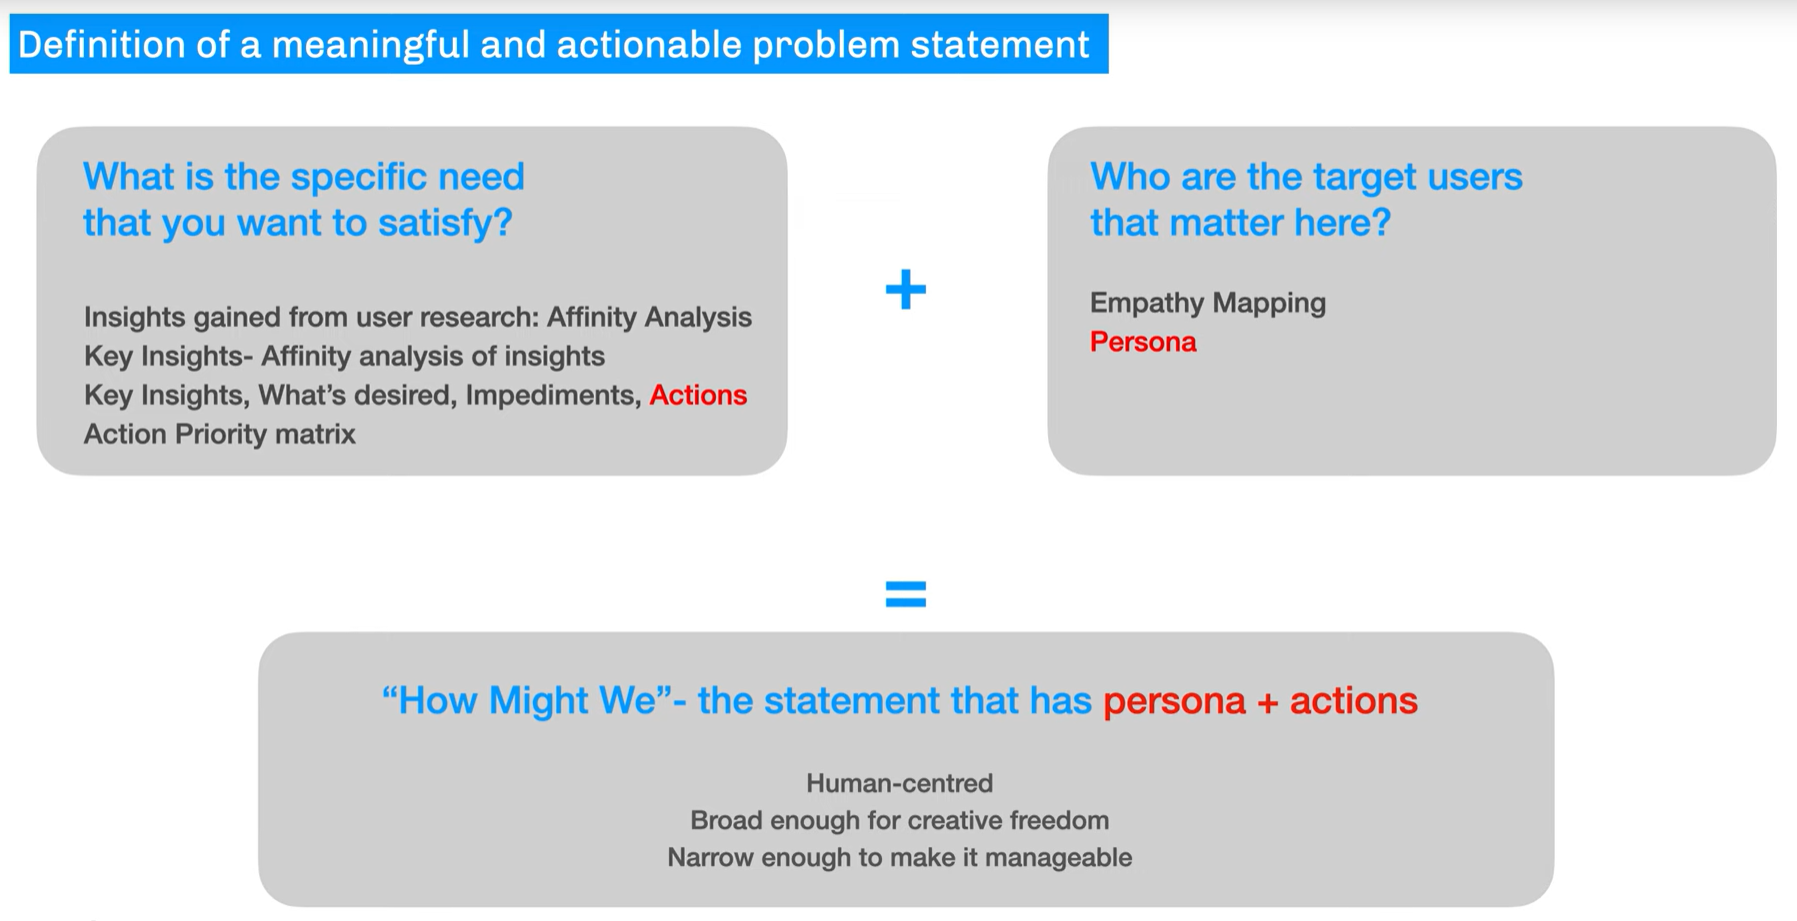 Definition of a meaningful and actionable problem statement
What is the specific need
that you want to satisfy?
Insights gained from user research: Affinity Analysis
Key Insights- Affinity analysis of insights
Key Insights, What’s desired, Impediments, Actions
Action Priority matrix
+
Who are the target users
that matter here?
Empathy Mapping
Persona
=
“How Might We”- the statement that has persona + actions
Human-centred
Broad enough for creative freedom
Narrow enough to make it manageable